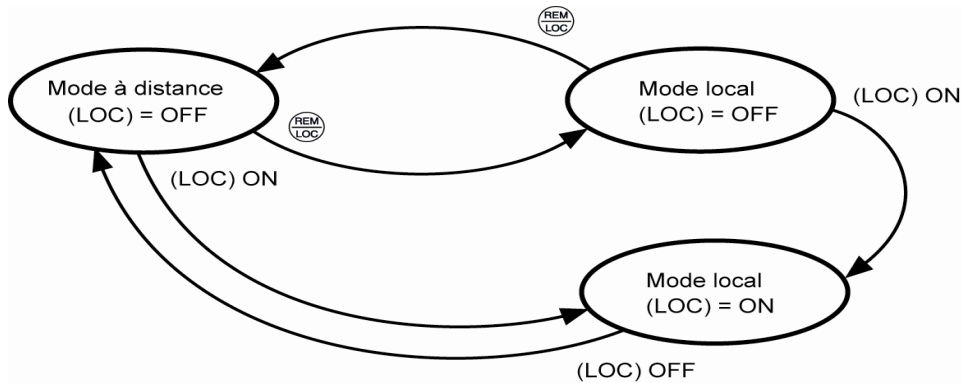 REM
LOC
Mode à distance
(LOC) = OFF
Mode local
(LOC) = OFF
(LOC) ON
REM
LOC
(LOC) ON
Mode local
(LOC) = ON
(LOC) OFF